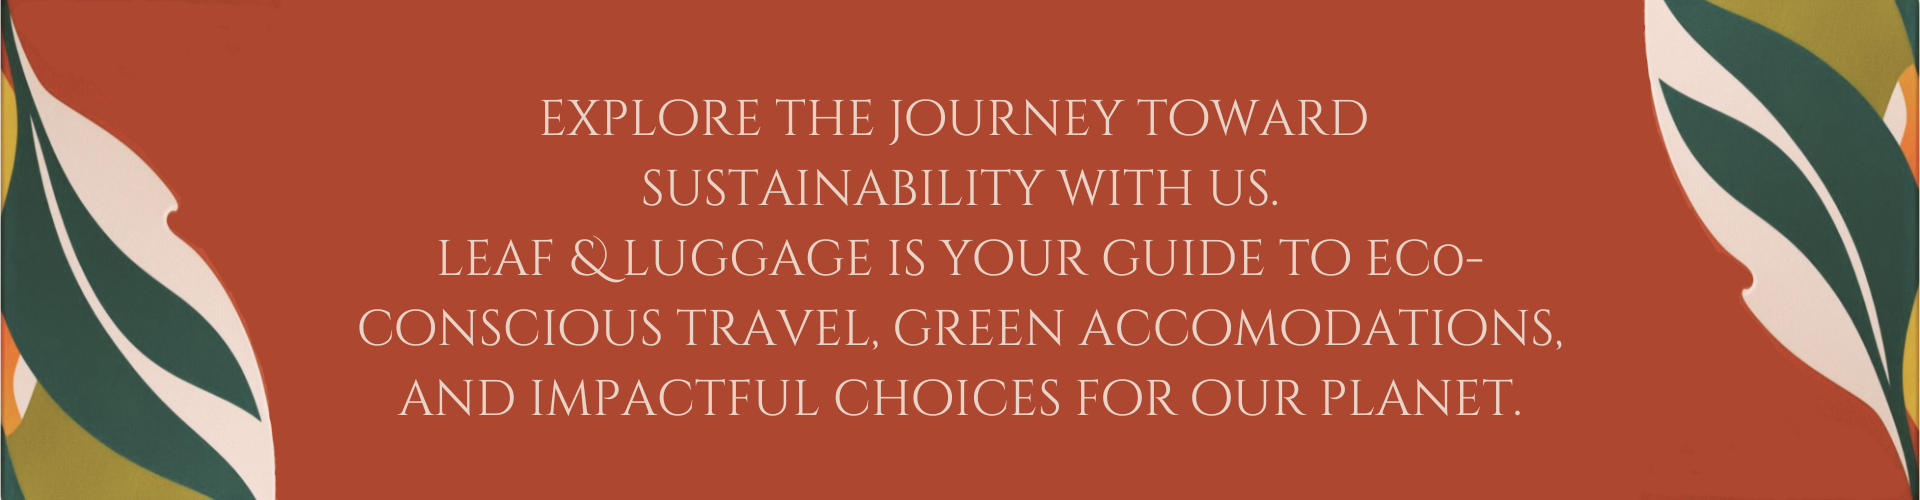 EXPLORE THE JOURNEY TOWARD
SUSTAINABILITY WITH US.
LEAF & LUGGAGE IS YOUR GUIDE TO ECO-
CONSCIOUS TRAVEL, GREEN ACCOMODATIONS,
AND IMPACTFUL CHOICES FOR OUR PLANET.